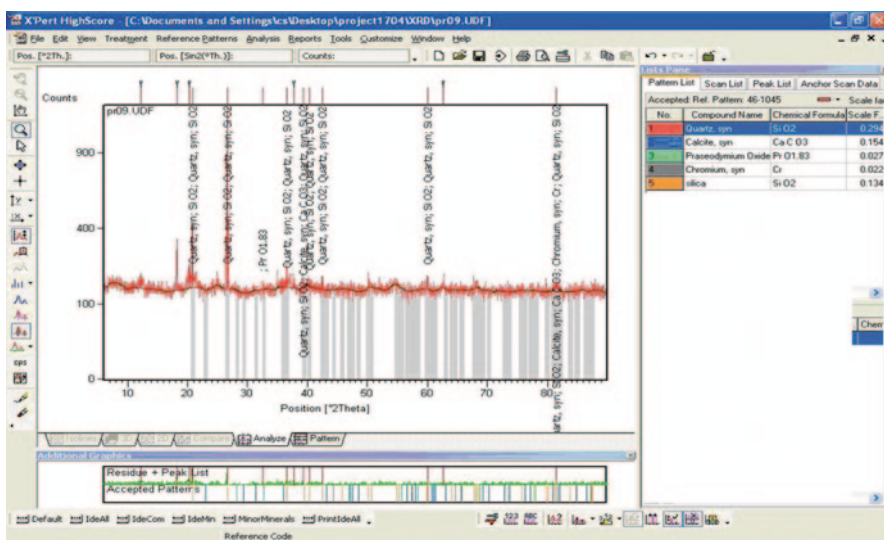 X'Pert HighScore - [C:\Documents and Settings\cs\Desktop\project1704\XRD\pr09.UDF]
File Edit View Treatment Reference Patterns Analysis Reports Tools Customize Window Help
Pos. [°2Th.]: Pos. [Sin2(°Th.)]: Counts:
Lists Pane
Pattern List Scan List Peak List Anchor Scan Data
Accepted: Ref. Pattern: 46-1045 Scale fa
No. Compound Name Chemical Formula Scale F...
1 Quartz, syn Si O2 0.294
Calcite, syn Ca C O3 0.154
3 Praseodymium Oxide Pr O1.83 0.027
4 Chromium, syn Cr 0.022
5 silica Si O2 0.134
Chem
Counts
pr09.UDF
900
400
100
0
Quartz, syn; Si O2; Quartz, syn; Si O2
Quartz, syn; Si O2; Quartz, syn; Si O2
; Pr O1.83
Quartz, syn; Si O2; Quartz, syn; Si O2
Quartz, syn; Si O2; Calcite, syn; Ca C O3; Quartz, syn; Si O2
Quartz, syn; Si O2; Quartz, syn; Si O2
Quartz, syn; Si O2; Quartz, syn; Si O2
Quartz, syn; Si O2; Calcite, syn; Ca C O3; Chromium, syn; Cr; Quartz, syn; Si O2
10 20 30 40 50 60 70 80
Position [°2Theta]
Isolines 3D 2D Compare Analyze Pattern
Additional Graphics
Residue + Peak List
Accepted Patterns
Default IdeAll IdeCom IdeMin MinorMinerals PrintIdeAll
Reference Code